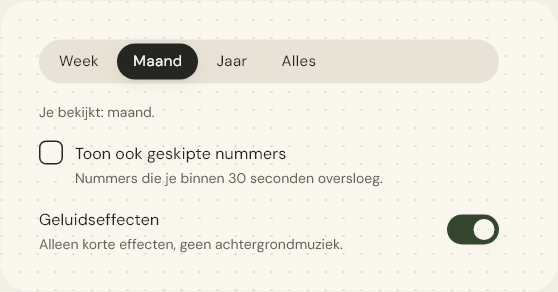 Week Maand Jaar Alles
Je bekijkt: maand.
Toon ook geskipte nummers
Nummers die je binnen 30 seconden oversloeg.
Geluidseffecten
Alleen korte effecten, geen achtergrondmuziek.